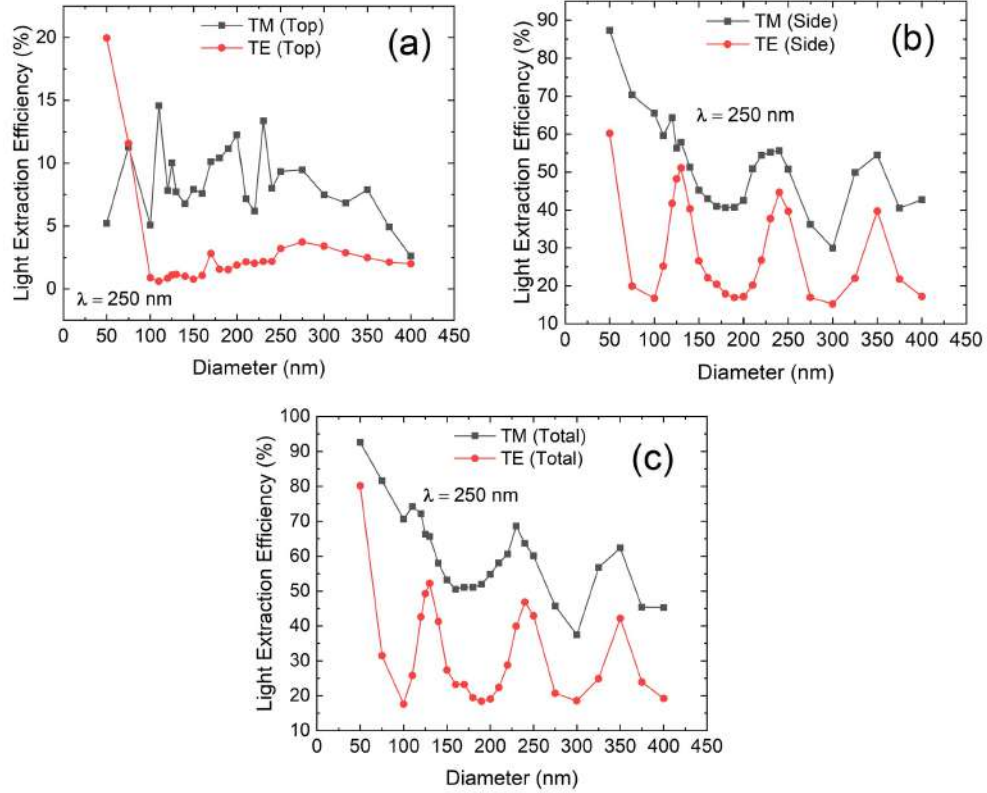 TM (Top)
TE (Top)
(a)
Light Extraction Efficiency (%)
20
15
10
5
0
λ = 250 nm
0 50 100 150 200 250 300 350 400 450
Diameter (nm)
TM (Side)
TE (Side)
(b)
Light Extraction Efficiency (%)
90
80
70
60
50
40
30
20
10
λ = 250 nm
0 50 100 150 200 250 300 350 400 450
Diameter (nm)
TM (Total)
TE (Total)
(c)
Light Extraction Efficiency (%)
100
90
80
70
60
50
40
30
20
10
λ = 250 nm
0 50 100 150 200 250 300 350 400 450
Diameter (nm)